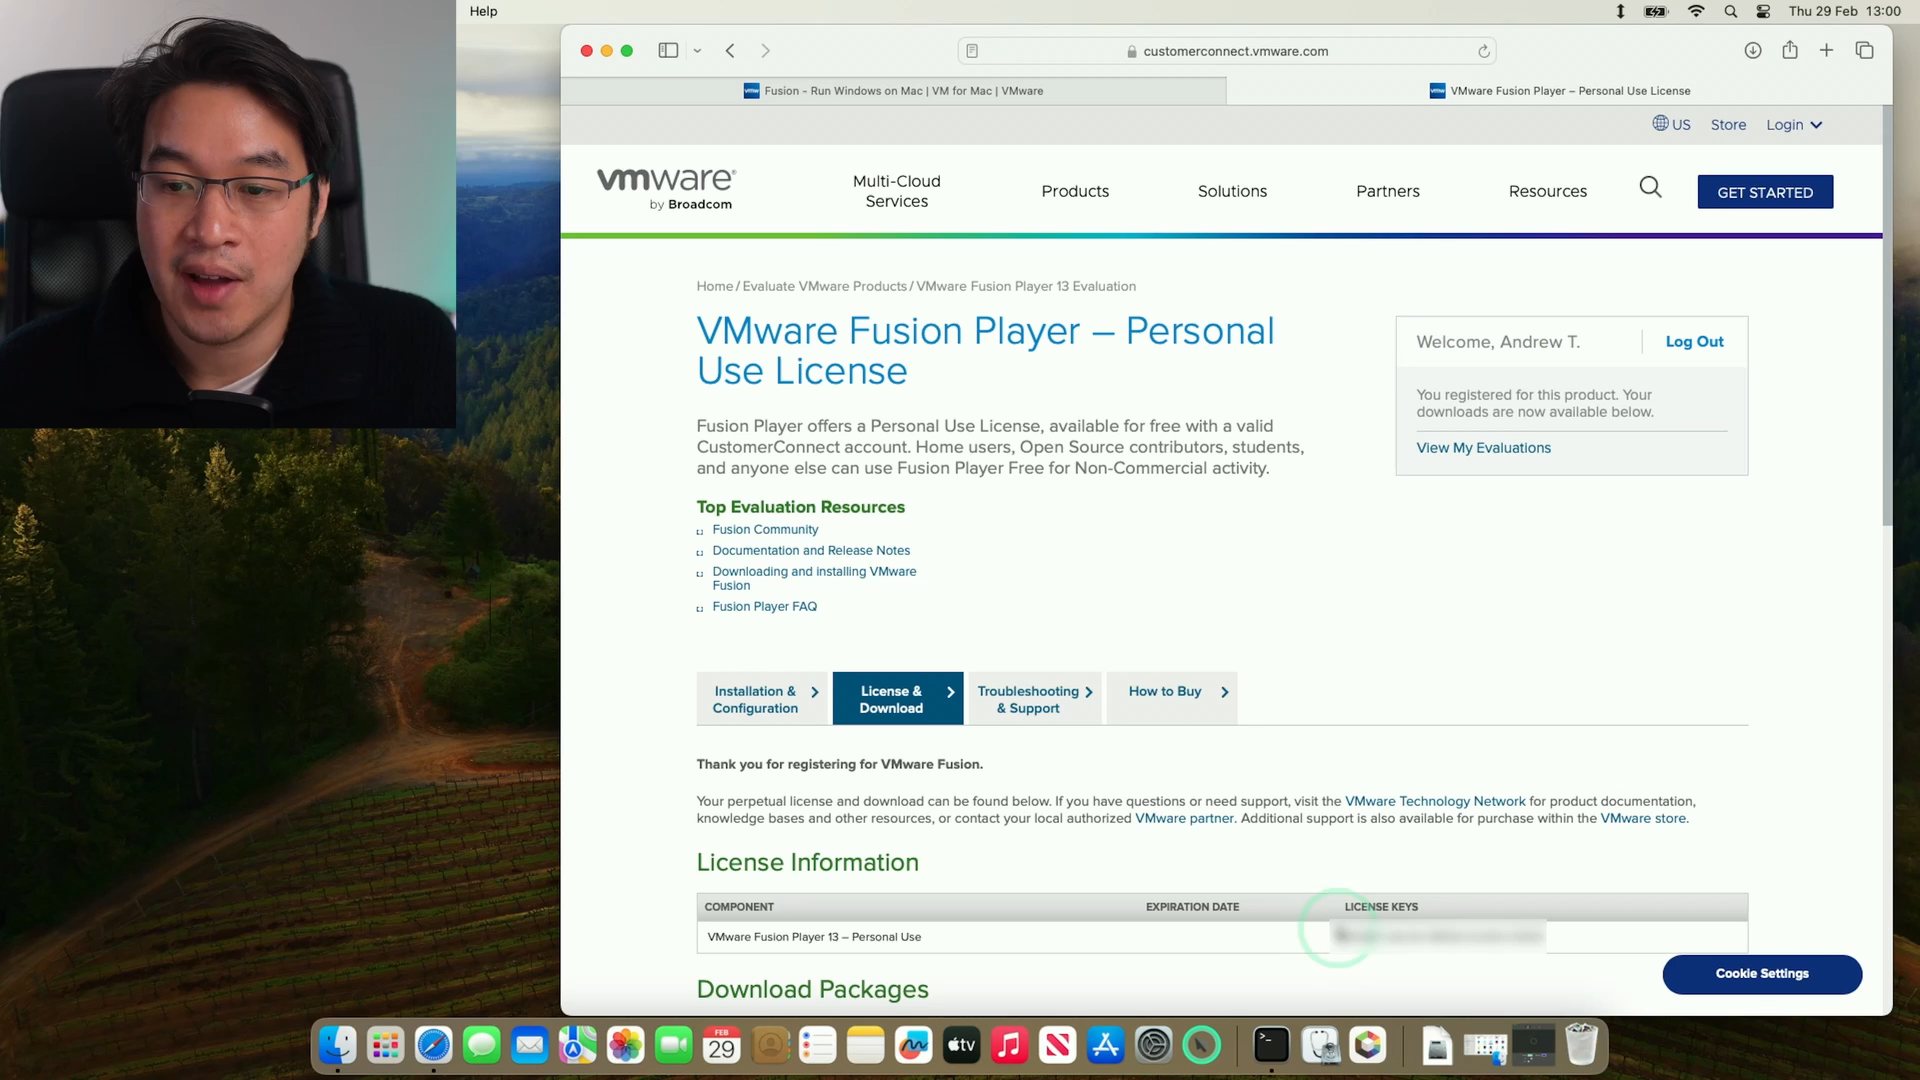 Help
Thu 29 Feb 13:00
customerconnect.vmware.com
vmw
Fusion - Run Windows on Mac | VM for Mac | VMware
vmw
VMware Fusion Player – Personal Use License
US
Store
Login
vmware®
by Broadcom
Multi-Cloud
Services
Products
Solutions
Partners
Resources
GET STARTED
Home / Evaluate VMware Products / VMware Fusion Player 13 Evaluation
VMware Fusion Player – Personal
Use License
Welcome, Andrew T.
Log Out
You registered for this product. Your
downloads are now available below.
View My Evaluations
Fusion Player offers a Personal Use License, available for free with a valid
CustomerConnect account. Home users, Open Source contributors, students,
and anyone else can use Fusion Player Free for Non-Commercial activity.
Top Evaluation Resources
Fusion Community
Documentation and Release Notes
Downloading and installing VMware
Fusion
Fusion Player FAQ
Installation &
Configuration
License &
Download
Troubleshooting
& Support
How to Buy
Thank you for registering for VMware Fusion.
Your perpetual license and download can be found below. If you have questions or need support, visit the VMware Technology Network for product documentation,
knowledge bases and other resources, or contact your local authorized VMware partner. Additional support is also available for purchase within the VMware store.
License Information
COMPONENT
EXPIRATION DATE
LICENSE KEYS
VMware Fusion Player 13 – Personal Use
Cookie Settings
Download Packages
FEB
29
tv